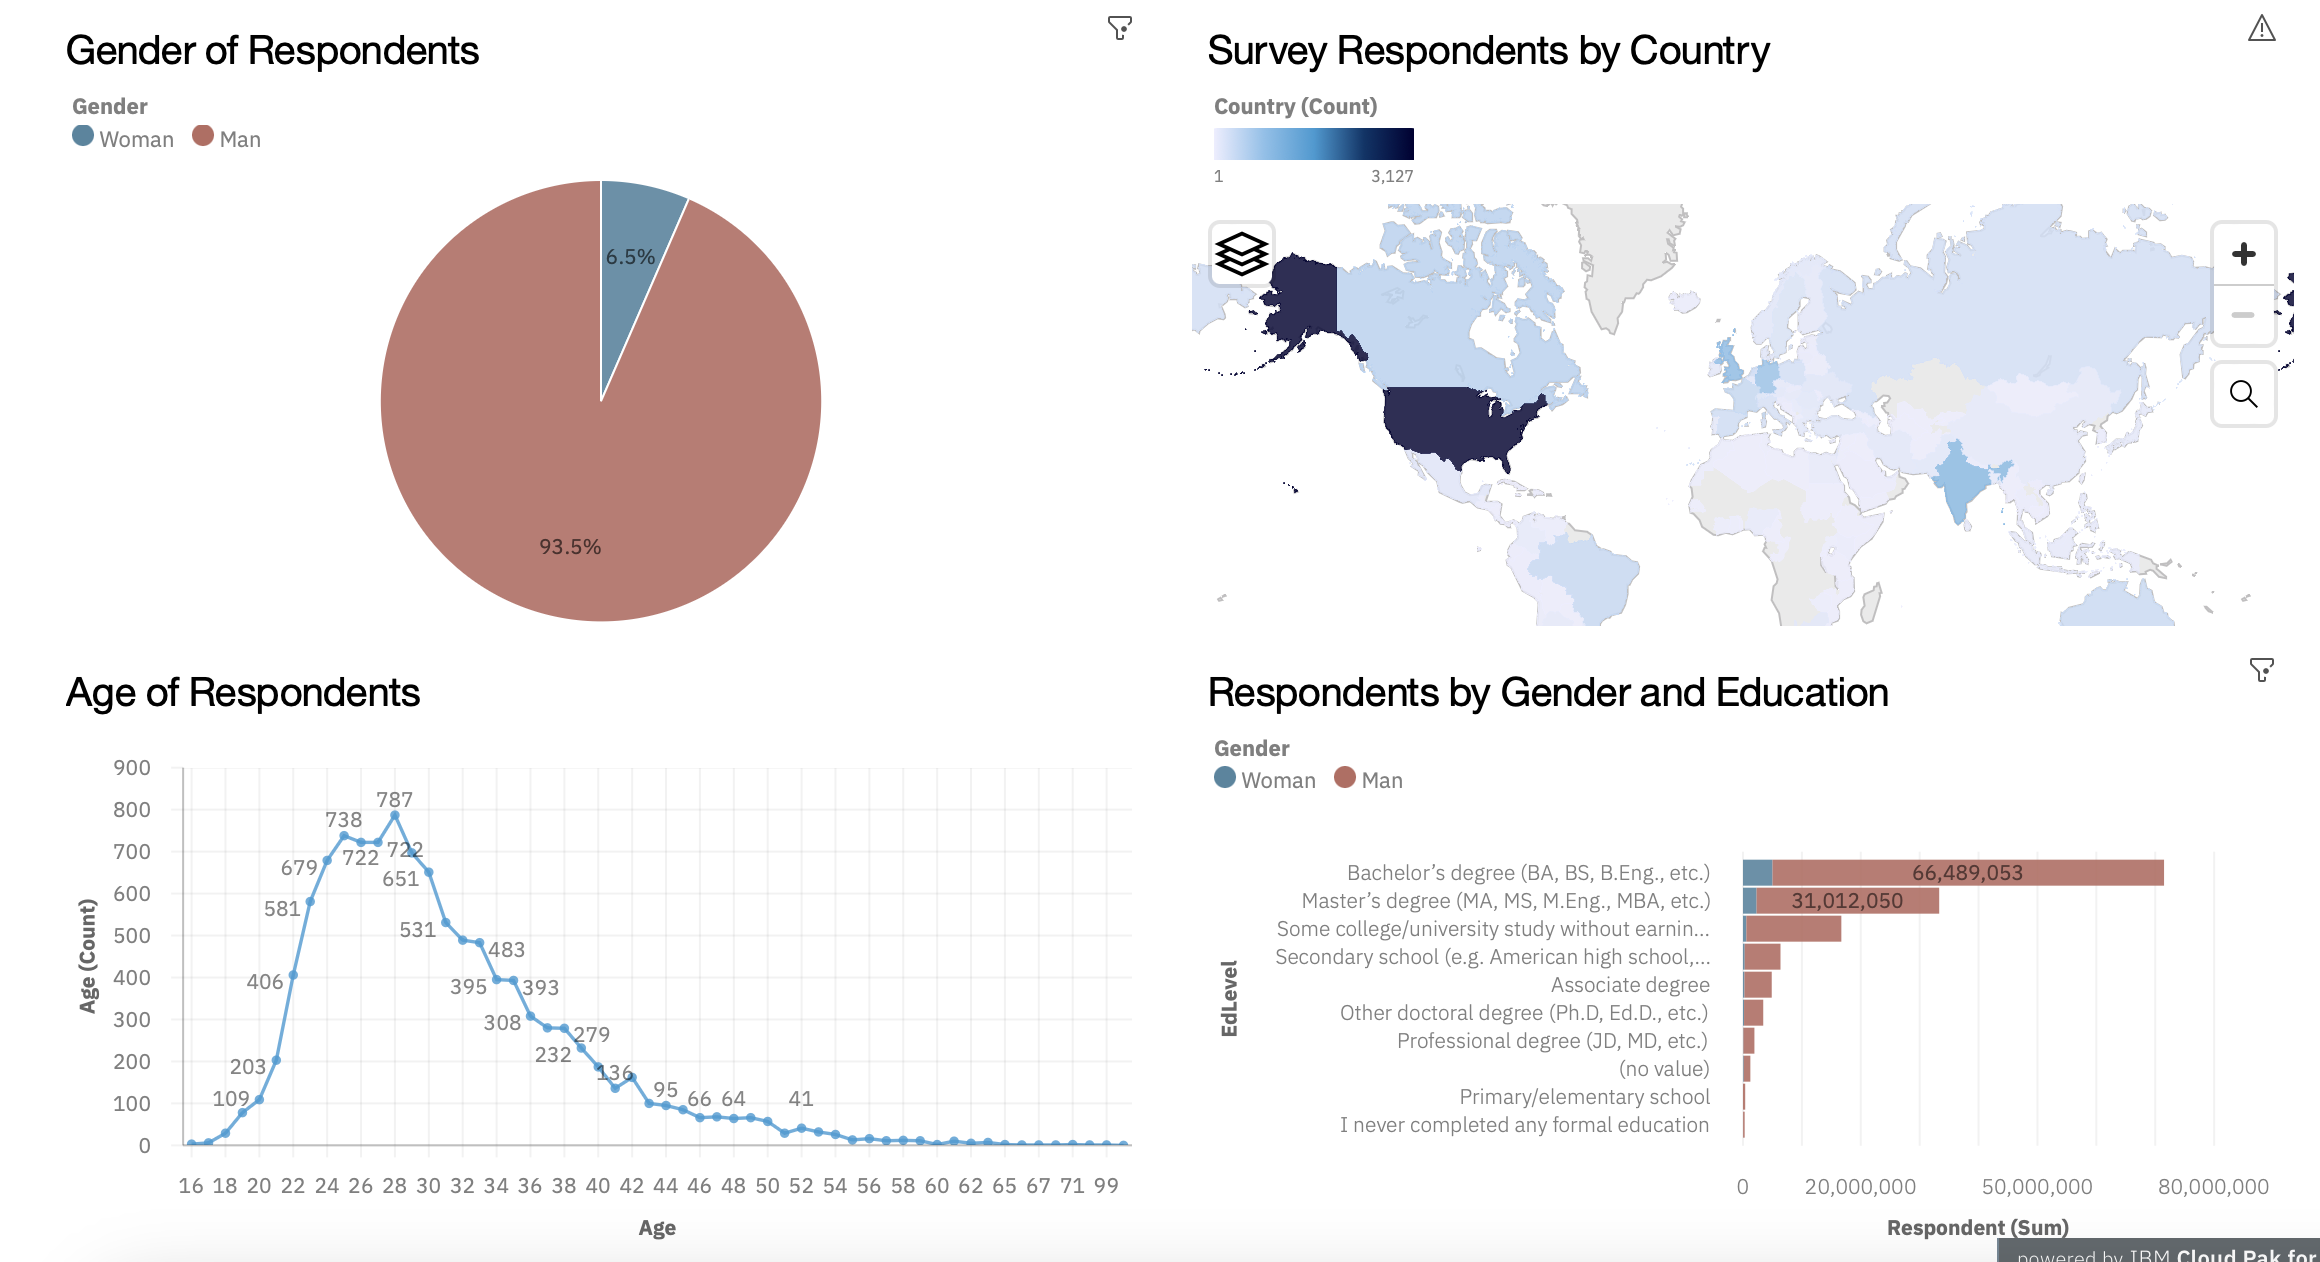 Gender of Respondents
Gender
Woman Man
6.5%
93.5%
Survey Respondents by Country
Country (Count)
1 3,127
Age of Respondents
Age (Count)
900
800
700
600
500
400
300
200
100
0
109
203
406
581
679
738
722
787
722
651
531
483
395
393
308
279
232
136
95
66
64
41
16 18 20 22 24 26 28 30 32 34 36 38 40 42 44 46 48 50 52 54 56 58 60 62 65 67 71 99
Age
Respondents by Gender and Education
Gender
Woman Man
EdLevel
Bachelor’s degree (BA, BS, B.Eng., etc.) 66,489,053
Master’s degree (MA, MS, M.Eng., MBA, etc.) 31,012,050
Some college/university study without earnin...
Secondary school (e.g. American high school,...
Associate degree
Other doctoral degree (Ph.D, Ed.D., etc.)
Professional degree (JD, MD, etc.)
(no value)
Primary/elementary school
I never completed any formal education
0 20,000,000 50,000,000 80,000,000
Respondent (Sum)
powered by IBM Cloud Pak for